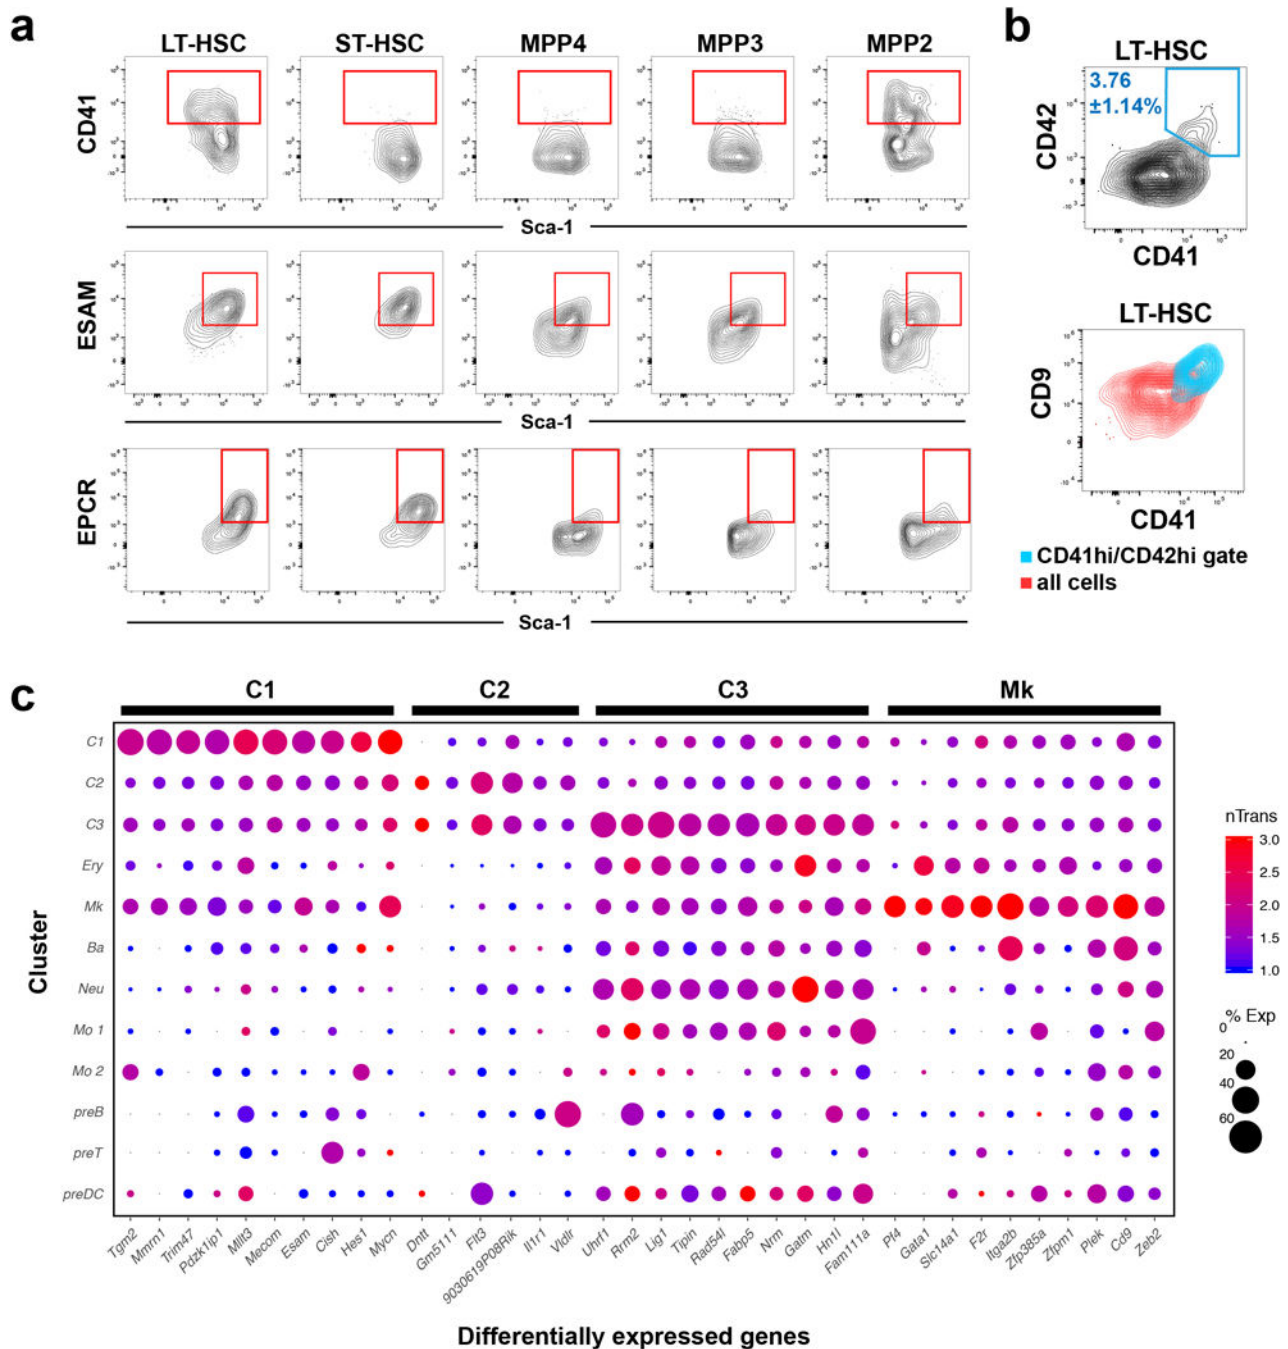 a
LT-HSC ST-HSC MPP4 MPP3 MPP2
CD41
Sca-1
ESAM
Sca-1
EPCR
Sca-1
b
LT-HSC
3.76
±1.14%
CD42
CD41
LT-HSC
CD9
CD41
CD41hi/CD42hi gate
all cells
c
C1 C2 C3 Mk
Cluster
C1
C2
C3
Ery
Mk
Ba
Neu
Mo 1
Mo 2
preB
preT
preDC
Tgm2 Mmrn1 Trim47 Pdzk1ip1 Mllt3 Mecom Esam Cish Hes1 Mycn Dntt Gm5111 Flt3 9030619P08Rik Il1r1 Vldlr Uhrf1 Rrm2 Lig1 Tipin Rad54l Fabp5 Nrm Gatm Hn1l Fam111a Pf4 Gata1 Slc14a1 F2r Itga2b Zfp385a Zfpm1 Plek Cd9 Zeb2
Differentially expressed genes
nTrans
3.0
2.0
1.0
% Exp
0
20
40
60